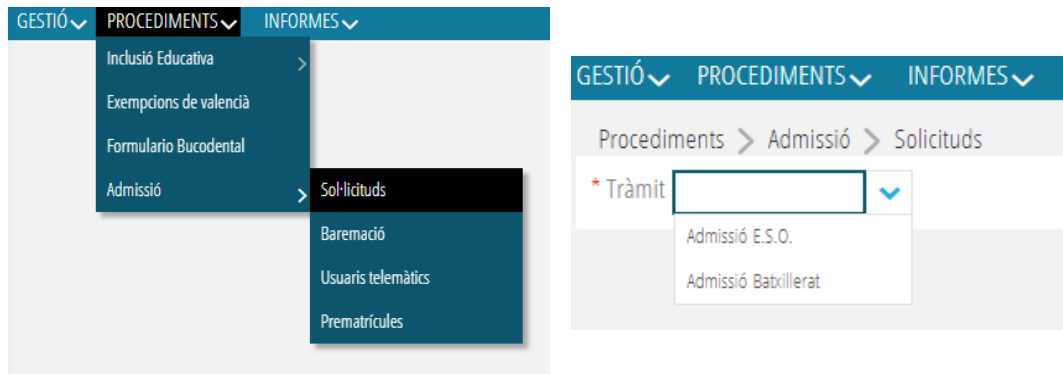 GESTIÓ PROCEDIMENTS INFORMES
Inclusió Educativa
Exempcions de valencià
Formulario Bucodental
Admissió
Sol·licituds
Baremació
Usuaris telemàtics
Prematrícules
GESTIÓ PROCEDIMENTS INFORMES
Procediments > Admissió > Solicituds
* Tràmit
Admissió E.S.O.
Admissió Batxillerat